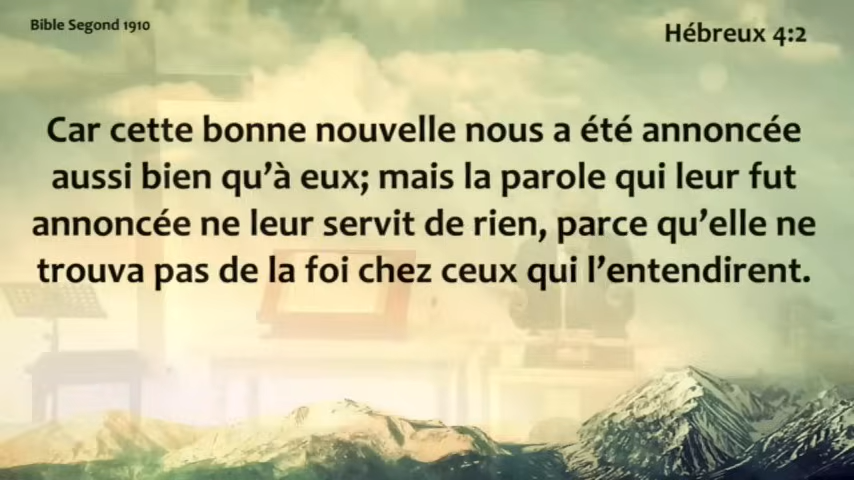 Bible Segond 1910
Hébreux 4:2
Car cette bonne nouvelle nous a été annoncée
aussi bien qu’à eux; mais la parole qui leur fut
annoncée ne leur servit de rien, parce qu’elle ne
trouva pas de la foi chez ceux qui l’entendirent.